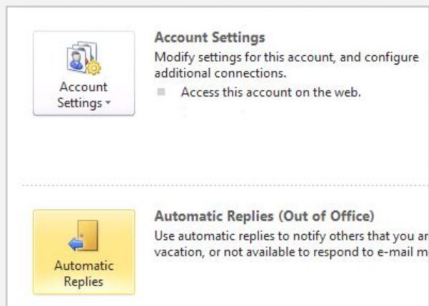 Account Settings
Modify settings for this account, and configure
additional connections.
Access this account on the web.
Account
Settings
Automatic Replies (Out of Office)
Use automatic replies to notify others that you
vacation, or not available to respond to e-mail
Automatic
Replies